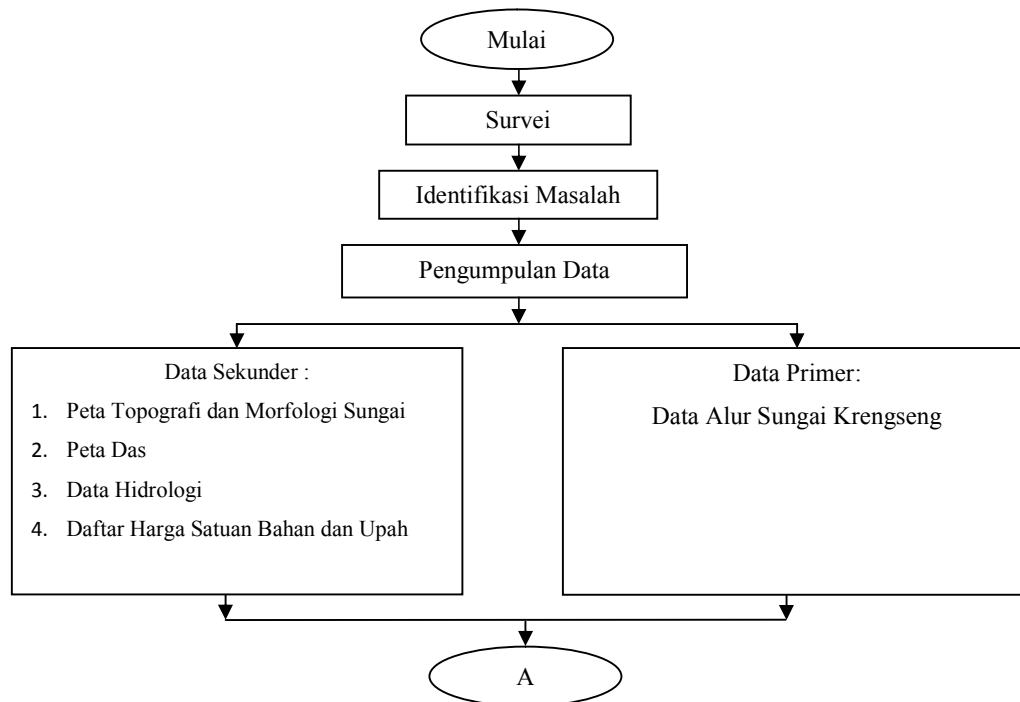 Mulai
Survei
Identifikasi Masalah
Pengumpulan Data
Data Sekunder :
1. Peta Topografi dan Morfologi Sungai
2. Peta Das
3. Data Hidrologi
4. Daftar Harga Satuan Bahan dan Upah
Data Primer:
Data Alur Sungai Krengseng
A